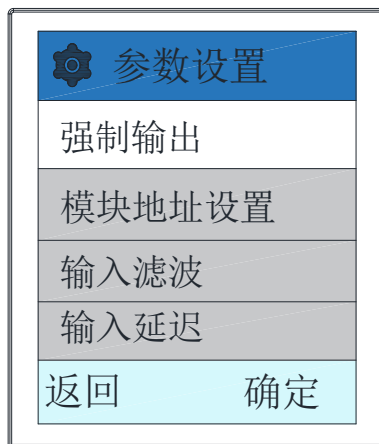 参数设置
强制输出
模块地址设置
输入滤波
输入延迟
返回 确定